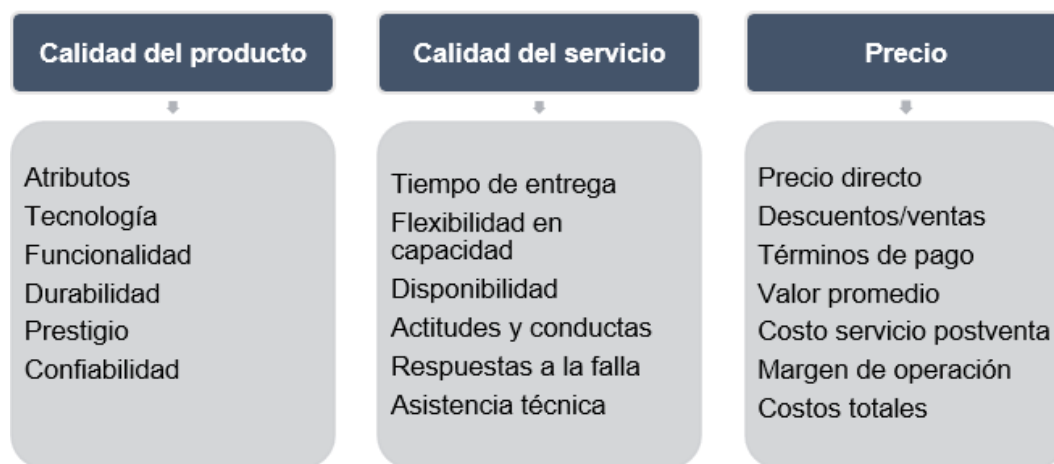 Calidad del producto
Atributos
Tecnología
Funcionalidad
Durabilidad
Prestigio
Confiabilidad
Calidad del servicio
Tiempo de entrega
Flexibilidad en
capacidad
Disponibilidad
Actitudes y conductas
Respuestas a la falla
Asistencia técnica
Precio
Precio directo
Descuentos/ventas
Términos de pago
Valor promedio
Costo servicio postventa
Margen de operación
Costos totales